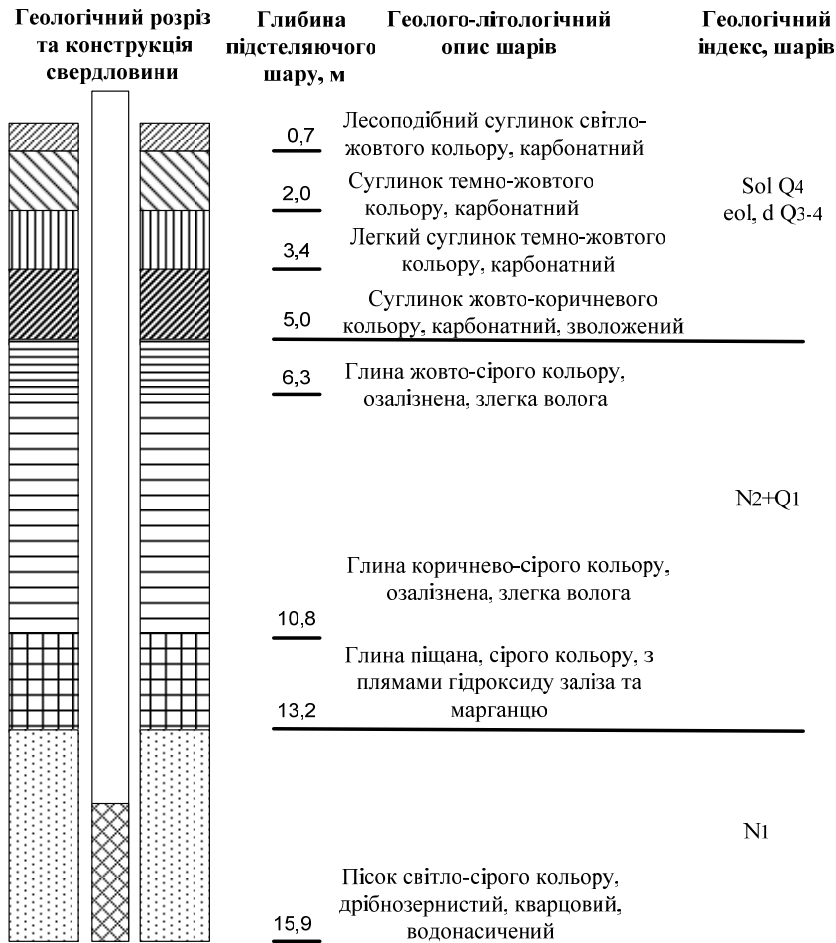 Геологічний розріз
та конструкція
свердловини
Глибина
підстеляючого
шару, м
Геолого-літологічний
опис шарів
Геологічний
індекс, шарів
0,7
Лесоподібний суглинок світло-
жовтого кольору, карбонатний
2,0
Суглинок темно-жовтого
кольору, карбонатний
Sol Q4
eol, d Q3-4
3,4
Легкий суглинок темно-жовтого
кольору, карбонатний
5,0
Суглинок жовто-коричневого
кольору, карбонатний, зволожений
6,3
Глина жовто-сірого кольору,
озалізнена, злегка волога
N2+Q1
10,8
Глина коричнево-сірого кольору,
озалізнена, злегка волога
13,2
Глина піщана, сірого кольору, з
плямами гідроксиду заліза та
марганцю
N1
15,9
Пісок світло-сірого кольору,
дрібнозернистий, кварцовий,
водонасичений